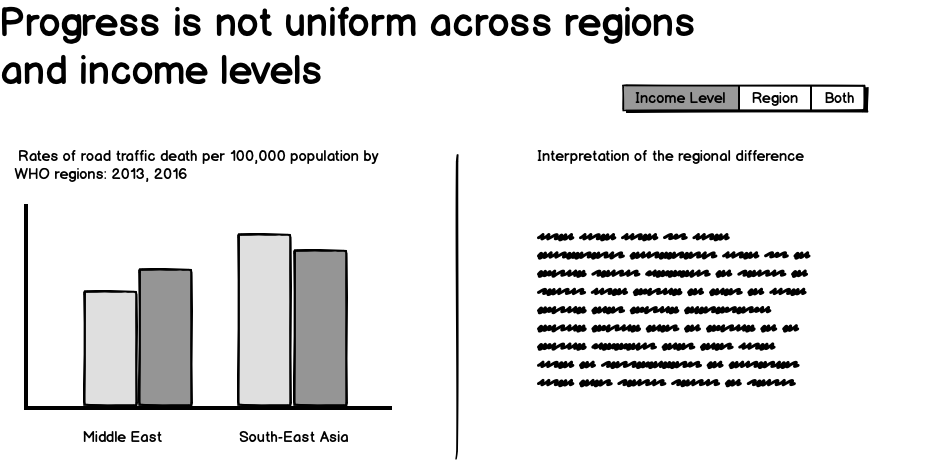 Progress is not uniform across regions
and income levels
Income Level Region Both
Rates of road traffic death per 100,000 population by
WHO regions: 2013, 2016
Interpretation of the regional difference
Middle East South-East Asia